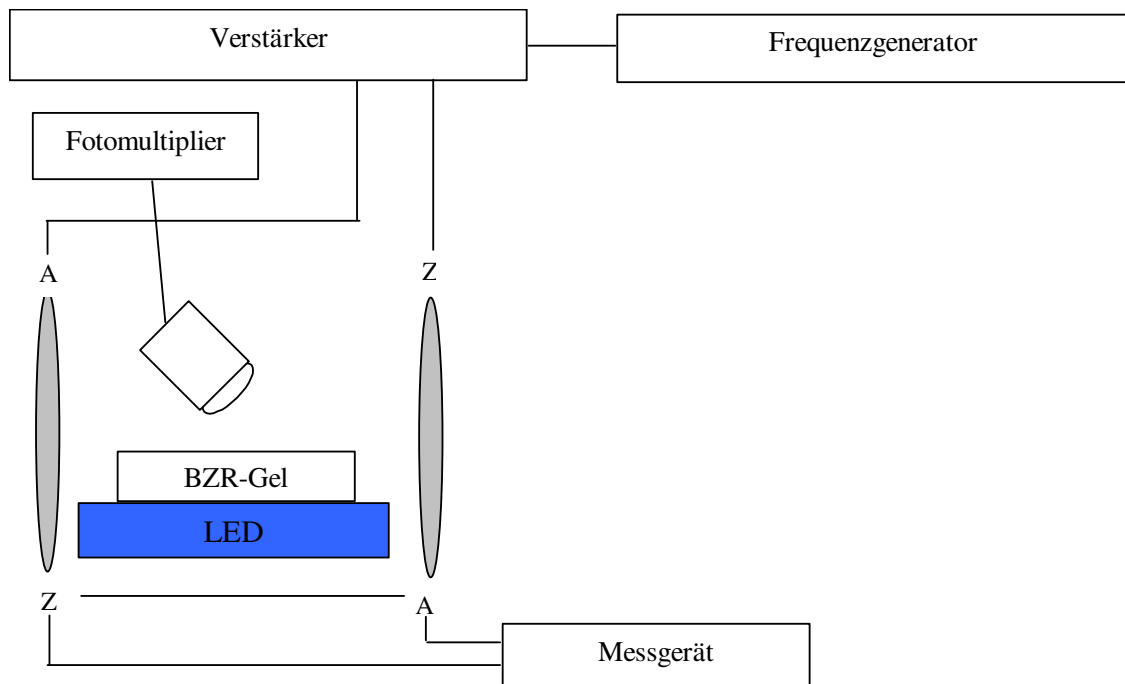 Verstärker
Frequenzgenerator
Fotomultiplier
A
Z
BZR-Gel
LED
Z
A
Messgerät